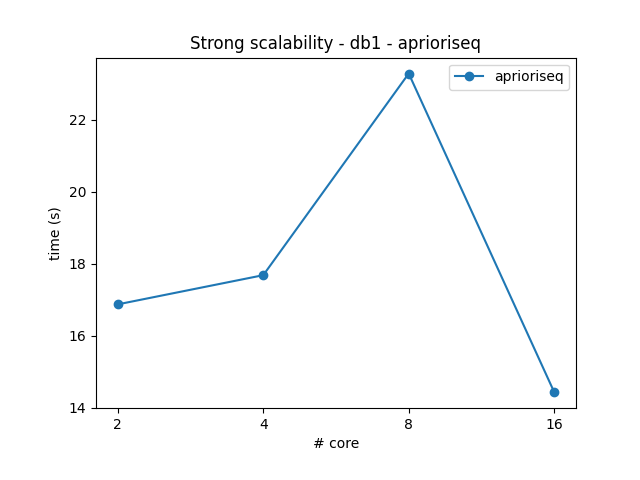 Strong scalability - db1 - aprioriseq
aprioriseq
22
20
18
16
14
time (s)
2 4 8 16
# core